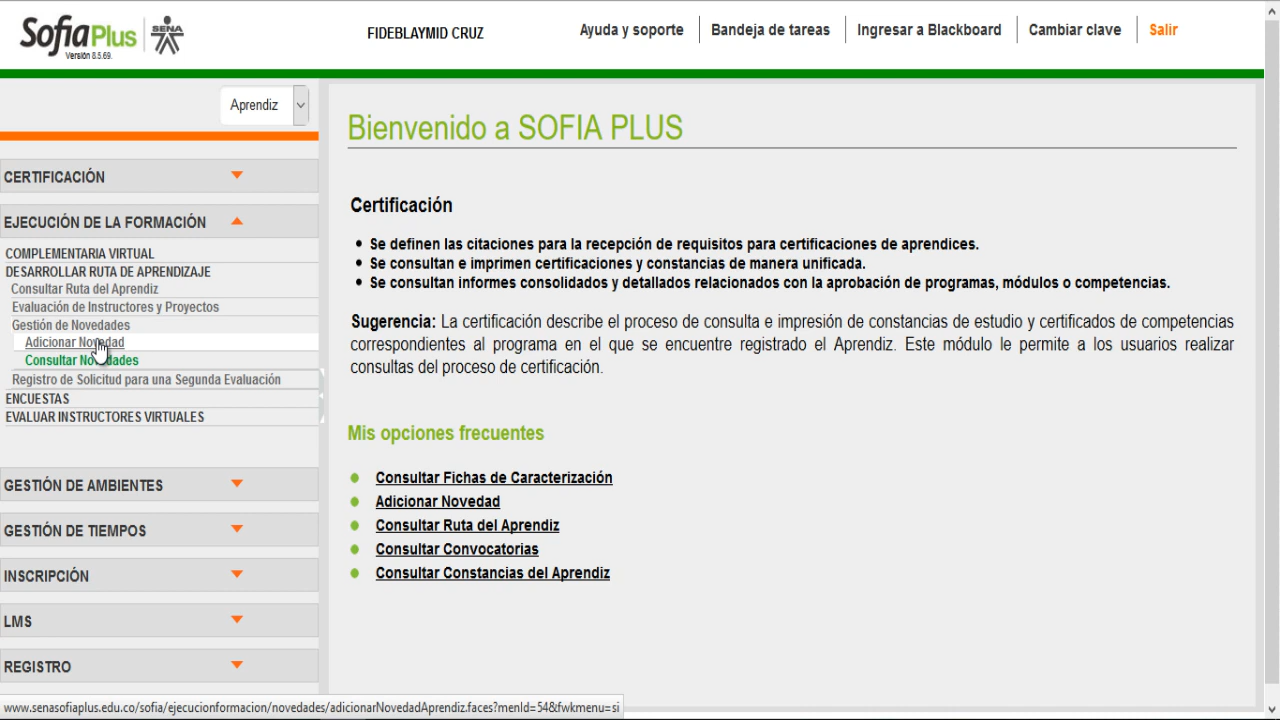 SofiaPlus
Versión 8.5.69.
SENA
FIDEBLAYMID CRUZ
Ayuda y soporte
Bandeja de tareas
Ingresar a Blackboard
Cambiar clave
Salir
Aprendiz
CERTIFICACIÓN
EJECUCIÓN DE LA FORMACIÓN
COMPLEMENTARIA VIRTUAL
DESARROLLAR RUTA DE APRENDIZAJE
Consultar Ruta del Aprendiz
Evaluación de Instructores y Proyectos
Gestión de Novedades
Adicionar Novedad
Consultar Novedades
Registro de Solicitud para una Segunda Evaluación
ENCUESTAS
EVALUAR INSTRUCTORES VIRTUALES
GESTIÓN DE AMBIENTES
GESTIÓN DE TIEMPOS
INSCRIPCIÓN
LMS
REGISTRO
Bienvenido a SOFIA PLUS
Certificación
Se definen las citaciones para la recepción de requisitos para certificaciones de aprendices.
Se consultan e imprimen certificaciones y constancias de manera unificada.
Se consultan informes consolidados y detallados relacionados con la aprobación de programas, módulos o competencias.
Sugerencia: La certificación describe el proceso de consulta e impresión de constancias de estudio y certificados de competencias
correspondientes al programa en el que se encuentre registrado el Aprendiz. Este módulo le permite a los usuarios realizar
consultas del proceso de certificación.
Mis opciones frecuentes
Consultar Fichas de Caracterización
Adicionar Novedad
Consultar Ruta del Aprendiz
Consultar Convocatorias
Consultar Constancias del Aprendiz
www.senasofiaplus.edu.co/sofia/ejecucionformacion/novedades/adicionarNovedadAprendiz.faces?menId=54&fwkmenu=si